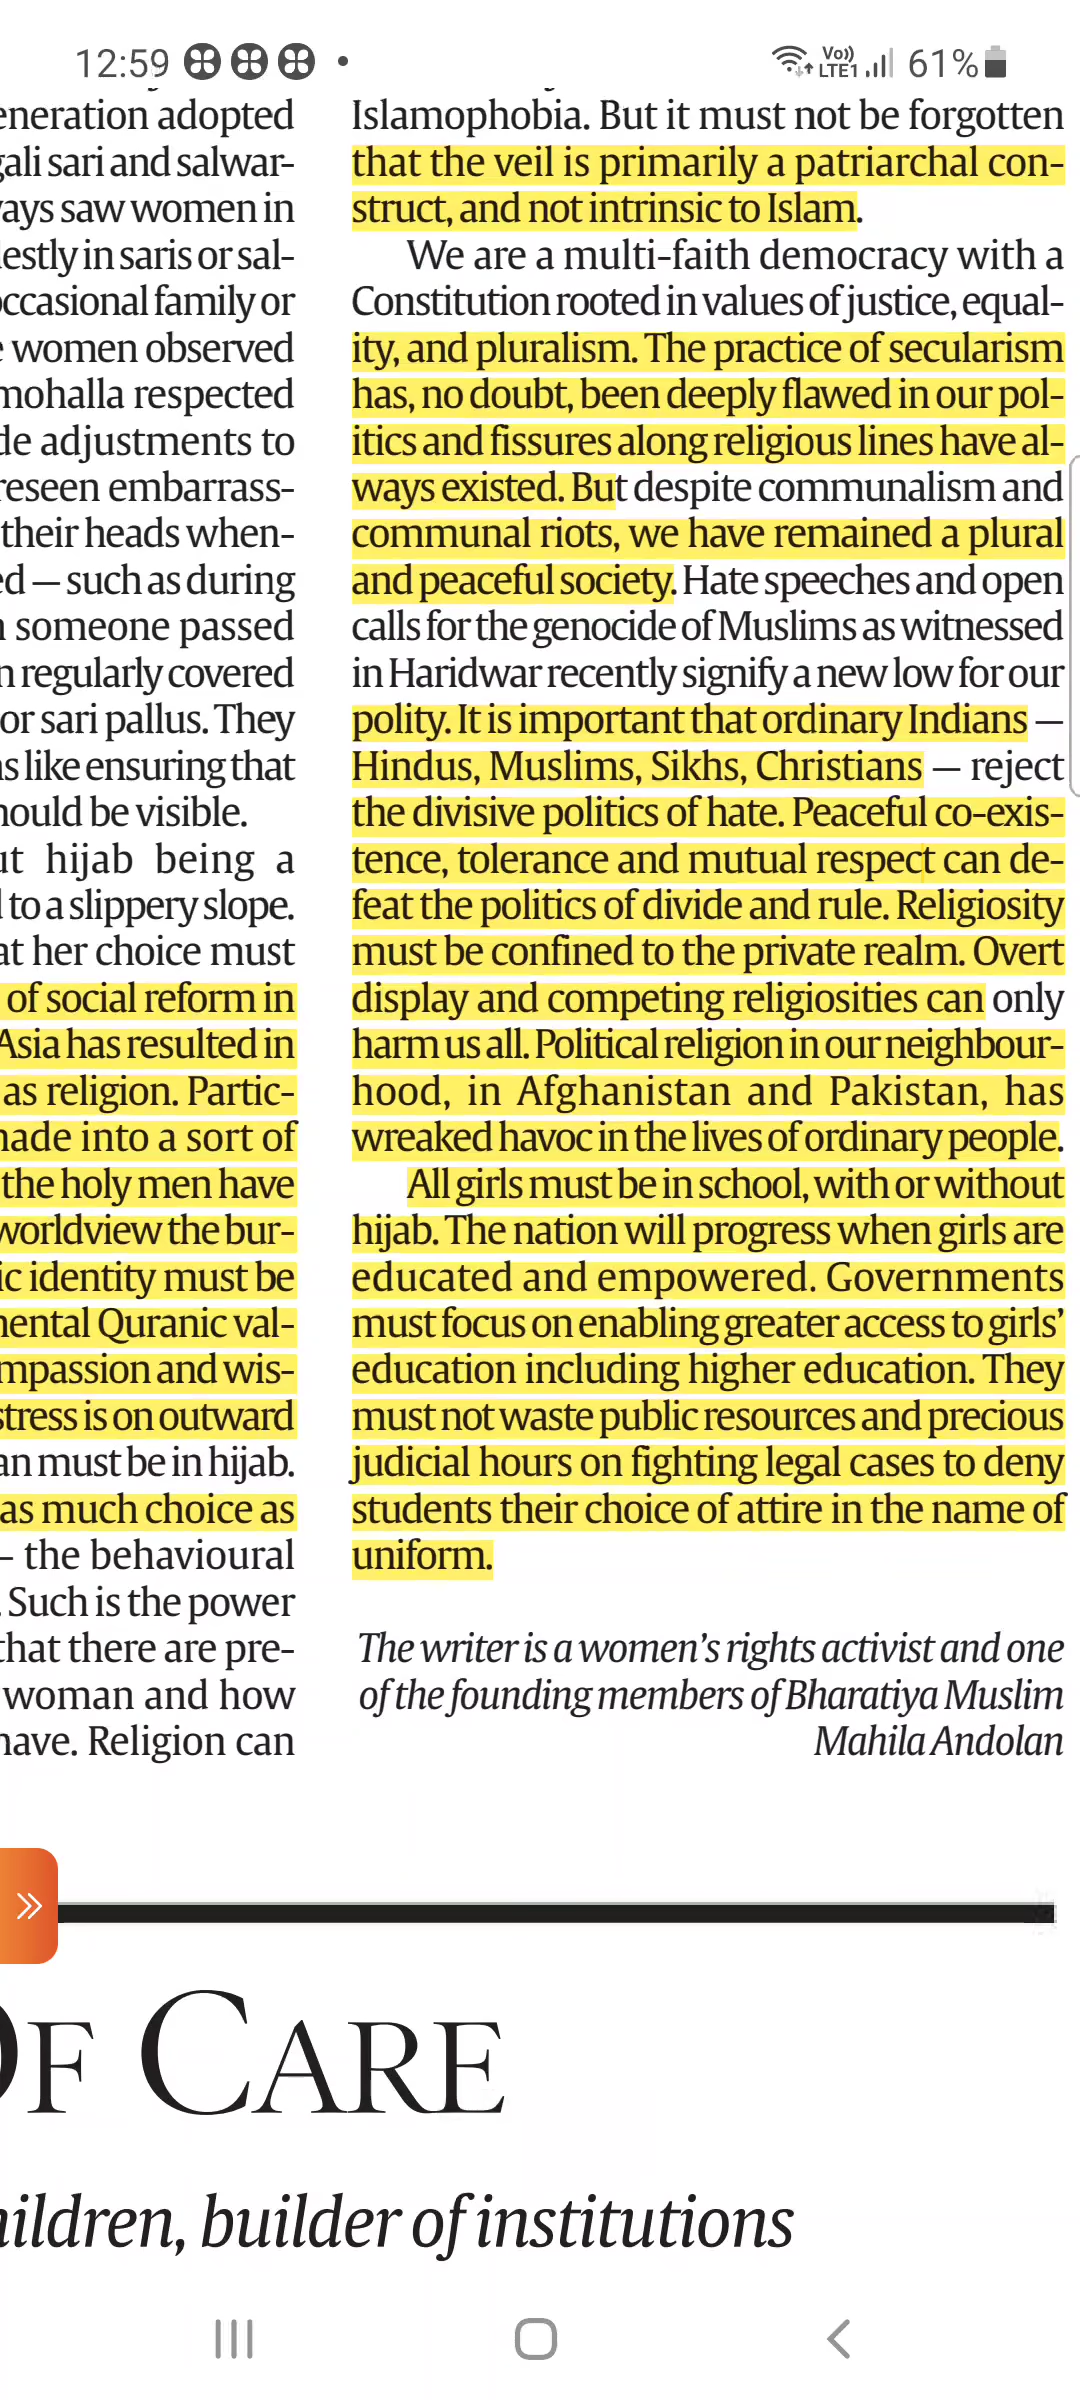 12:59
Vo)) LTE1 61%
eneration adopted
gali sari and salwar-
ways saw women in
estly in saris or sal-
occasional family or
women observed
mohalla respected
de adjustments to
reseen embarrass-
their heads when-
ed — such as during
someone passed
n regularly covered
or sari pallus. They
s like ensuring that
hould be visible.
ut hijab being a
to a slippery slope.
at her choice must
of social reform in
Asia has resulted in
as religion. Partic-
made into a sort of
the holy men have
worldview the bur-
ic identity must be
mental Quranic val-
mpassion and wis-
stress is on outward
an must be in hijab.
as much choice as
— the behavioural
. Such is the power
that there are pre-
woman and how
have. Religion can
Islamophobia. But it must not be forgotten
that the veil is primarily a patriarchal con-
struct, and not intrinsic to Islam.
We are a multi-faith democracy with a
Constitution rooted in values of justice, equal-
ity, and pluralism. The practice of secularism
has, no doubt, been deeply flawed in our pol-
itics and fissures along religious lines have al-
ways existed. But despite communalism and
communal riots, we have remained a plural
and peaceful society. Hate speeches and open
calls for the genocide of Muslims as witnessed
in Haridwar recently signify a new low for our
polity. It is important that ordinary Indians —
Hindus, Muslims, Sikhs, Christians — reject
the divisive politics of hate. Peaceful co-exis-
tence, tolerance and mutual respect can de-
feat the politics of divide and rule. Religiosity
must be confined to the private realm. Overt
display and competing religiosities can only
harm us all. Political religion in our neighbour-
hood, in Afghanistan and Pakistan, has
wreaked havoc in the lives of ordinary people.
All girls must be in school, with or without
hijab. The nation will progress when girls are
educated and empowered. Governments
must focus on enabling greater access to girls’
education including higher education. They
must not waste public resources and precious
judicial hours on fighting legal cases to deny
students their choice of attire in the name of
uniform.
The writer is a women’s rights activist and one
of the founding members of Bharatiya Muslim
Mahila Andolan
OF CARE
hildren, builder of institutions